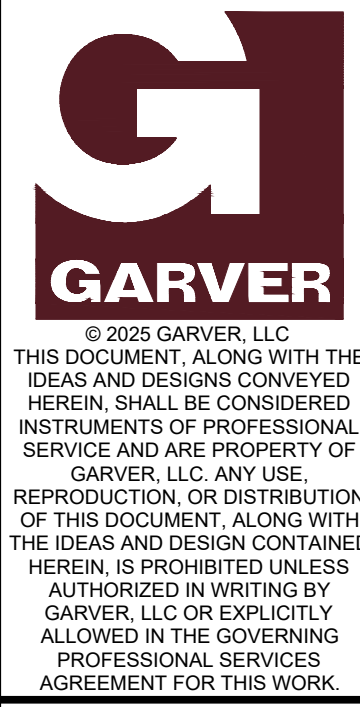 GARVER
© 2025 GARVER, LLC
THIS DOCUMENT, ALONG WITH THE
IDEAS AND DESIGNS CONVEYED
HEREIN, SHALL BE CONSIDERED
INSTRUMENTS OF PROFESSIONAL
SERVICE AND ARE PROPERTY OF
GARVER, LLC. ANY USE,
REPRODUCTION, OR DISTRIBUTION
OF THIS DOCUMENT, ALONG WITH
THE IDEAS AND DESIGN CONTAINED
HEREIN, IS PROHIBITED UNLESS
AUTHORIZED IN WRITING BY
GARVER, LLC OR EXPLICITLY
ALLOWED IN THE GOVERNING
PROFESSIONAL SERVICES
AGREEMENT FOR THIS WORK.